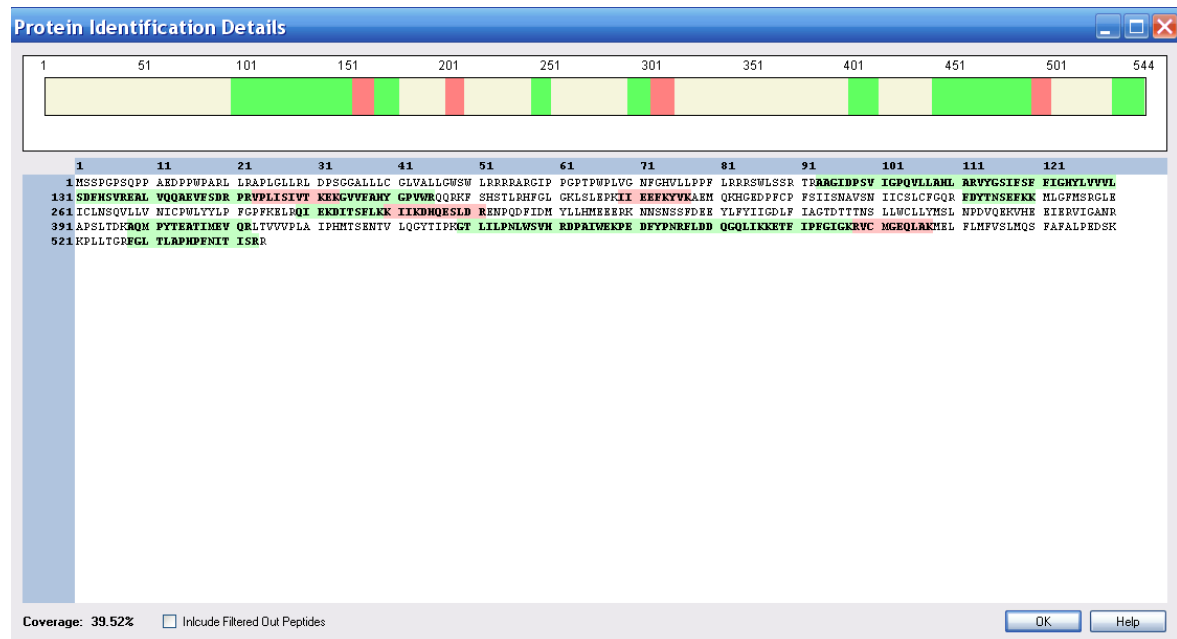 Protein Identification Details
1 51 101 151 201 251 301 351 401 451 501 544
1 11 21 31 41 51 61 71 81 91 101 111 121
1 MSSPGPSQPP AEDPPWPARL LRAPLGLLRL DPSGGALLLC GLVALLGWSW LRRRRARGIP PGPTPWPLVG NFGHVLLPPF LRRRSWLSSR TRAAGIDPSV IGPQVLLAHL ARVYGSIFSF FIGHYLVVVL
131 SDFHSVREAL VQQAEVFSDR PRVPLISIVT KEKGVVFAHY GPVWRQQRKF SHSTLRHFGL GKLSLEPKII EEFKYVKAEM QKHGEDPFCP FSIISNAVSN IICSLCFGQR FDYTNSEFKK MLGFMSRGLE
261 ICLNSQVLLV NICPWLYYLP FGPFKELRQI EKDITSFLKK IIKDHQESLD RENPQDFIDM YLLHMEEERK NNSNSSFDEE YLFYIIGDLF IAGTDTTTNS LLWCLLYMSL NPDVQEKVHE EIERVIGANR
391 APSLTDKAQM PYTEATIMEV QRLTVVVPLA IPHMTSENTV LQGYTIPKGT LILPNLWSVH RDPAIWEKPE DFYPNRFLDD QGQLIKKETF IPFGIGKRVC MGEQLAKMEL FLMFVSLMQS FAFALPEDSK
521 KPLLTGRFGL TLAPHPFNIT ISRR
Coverage: 39.52% Inlcude Filtered Out Peptides OK Help